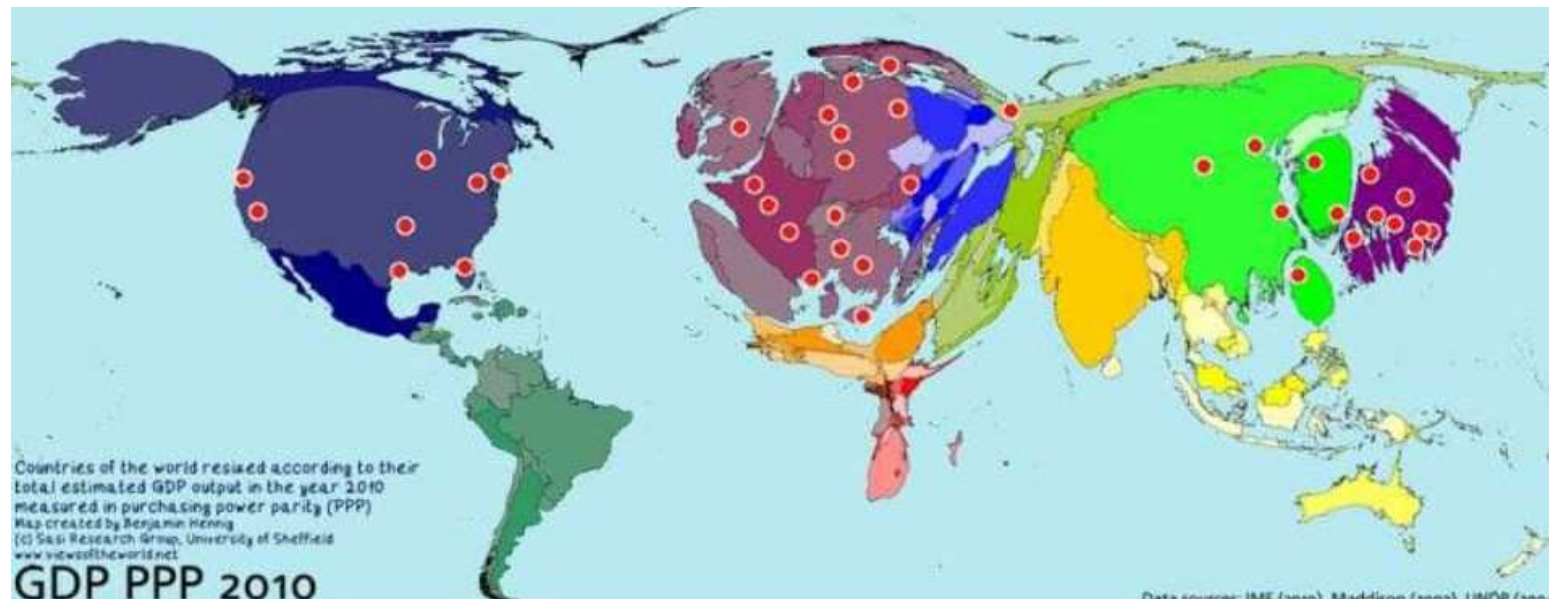 Countries of the world resized according to their
total estimated GDP output in the year 2010
measured in purchasing power parity (PPP)
Map created by Benjamin Hennig
(c) Sasi Research Group, University of Sheffield
www.viewsoftheworld.net
GDP PPP 2010
Data sources: IMF